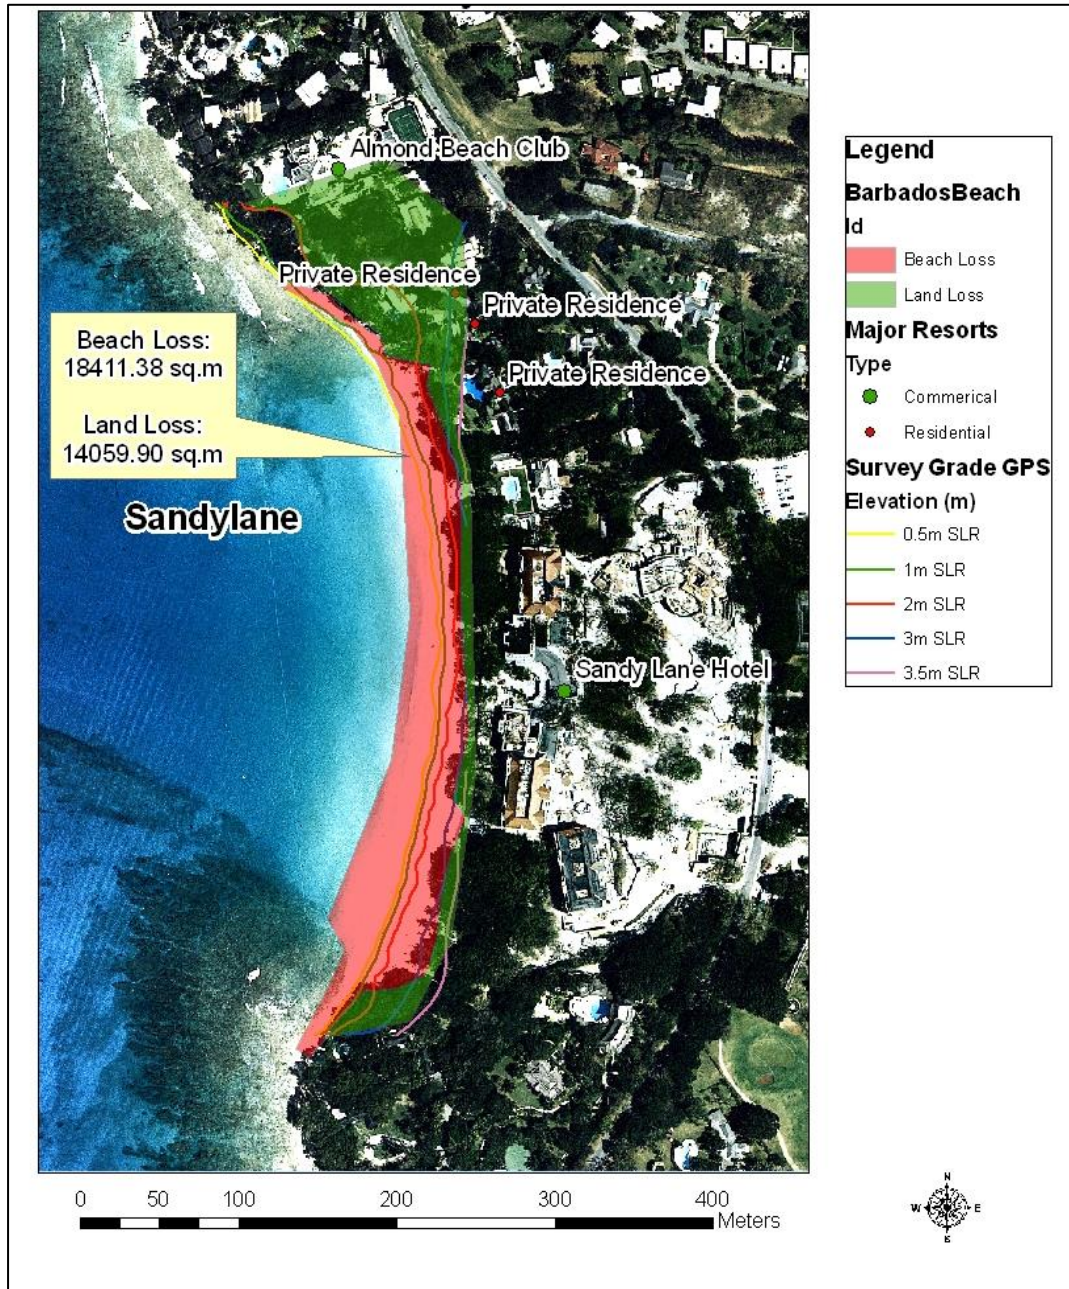 Almond Beach Club
Private Residence
Private Residence
Private Residence
Beach Loss:
18411.38 sq.m
Land Loss:
14059.90 sq.m
Sandylane
Sandy Lane Hotel
Legend
BarbadosBeach
Id
Beach Loss
Land Loss
Major Resorts
Type
Commerical
Residential
Survey Grade GPS
Elevation (m)
0.5m SLR
1m SLR
2m SLR
3m SLR
3.5m SLR
0 50 100 200 300 400
Meters
N
W E
S